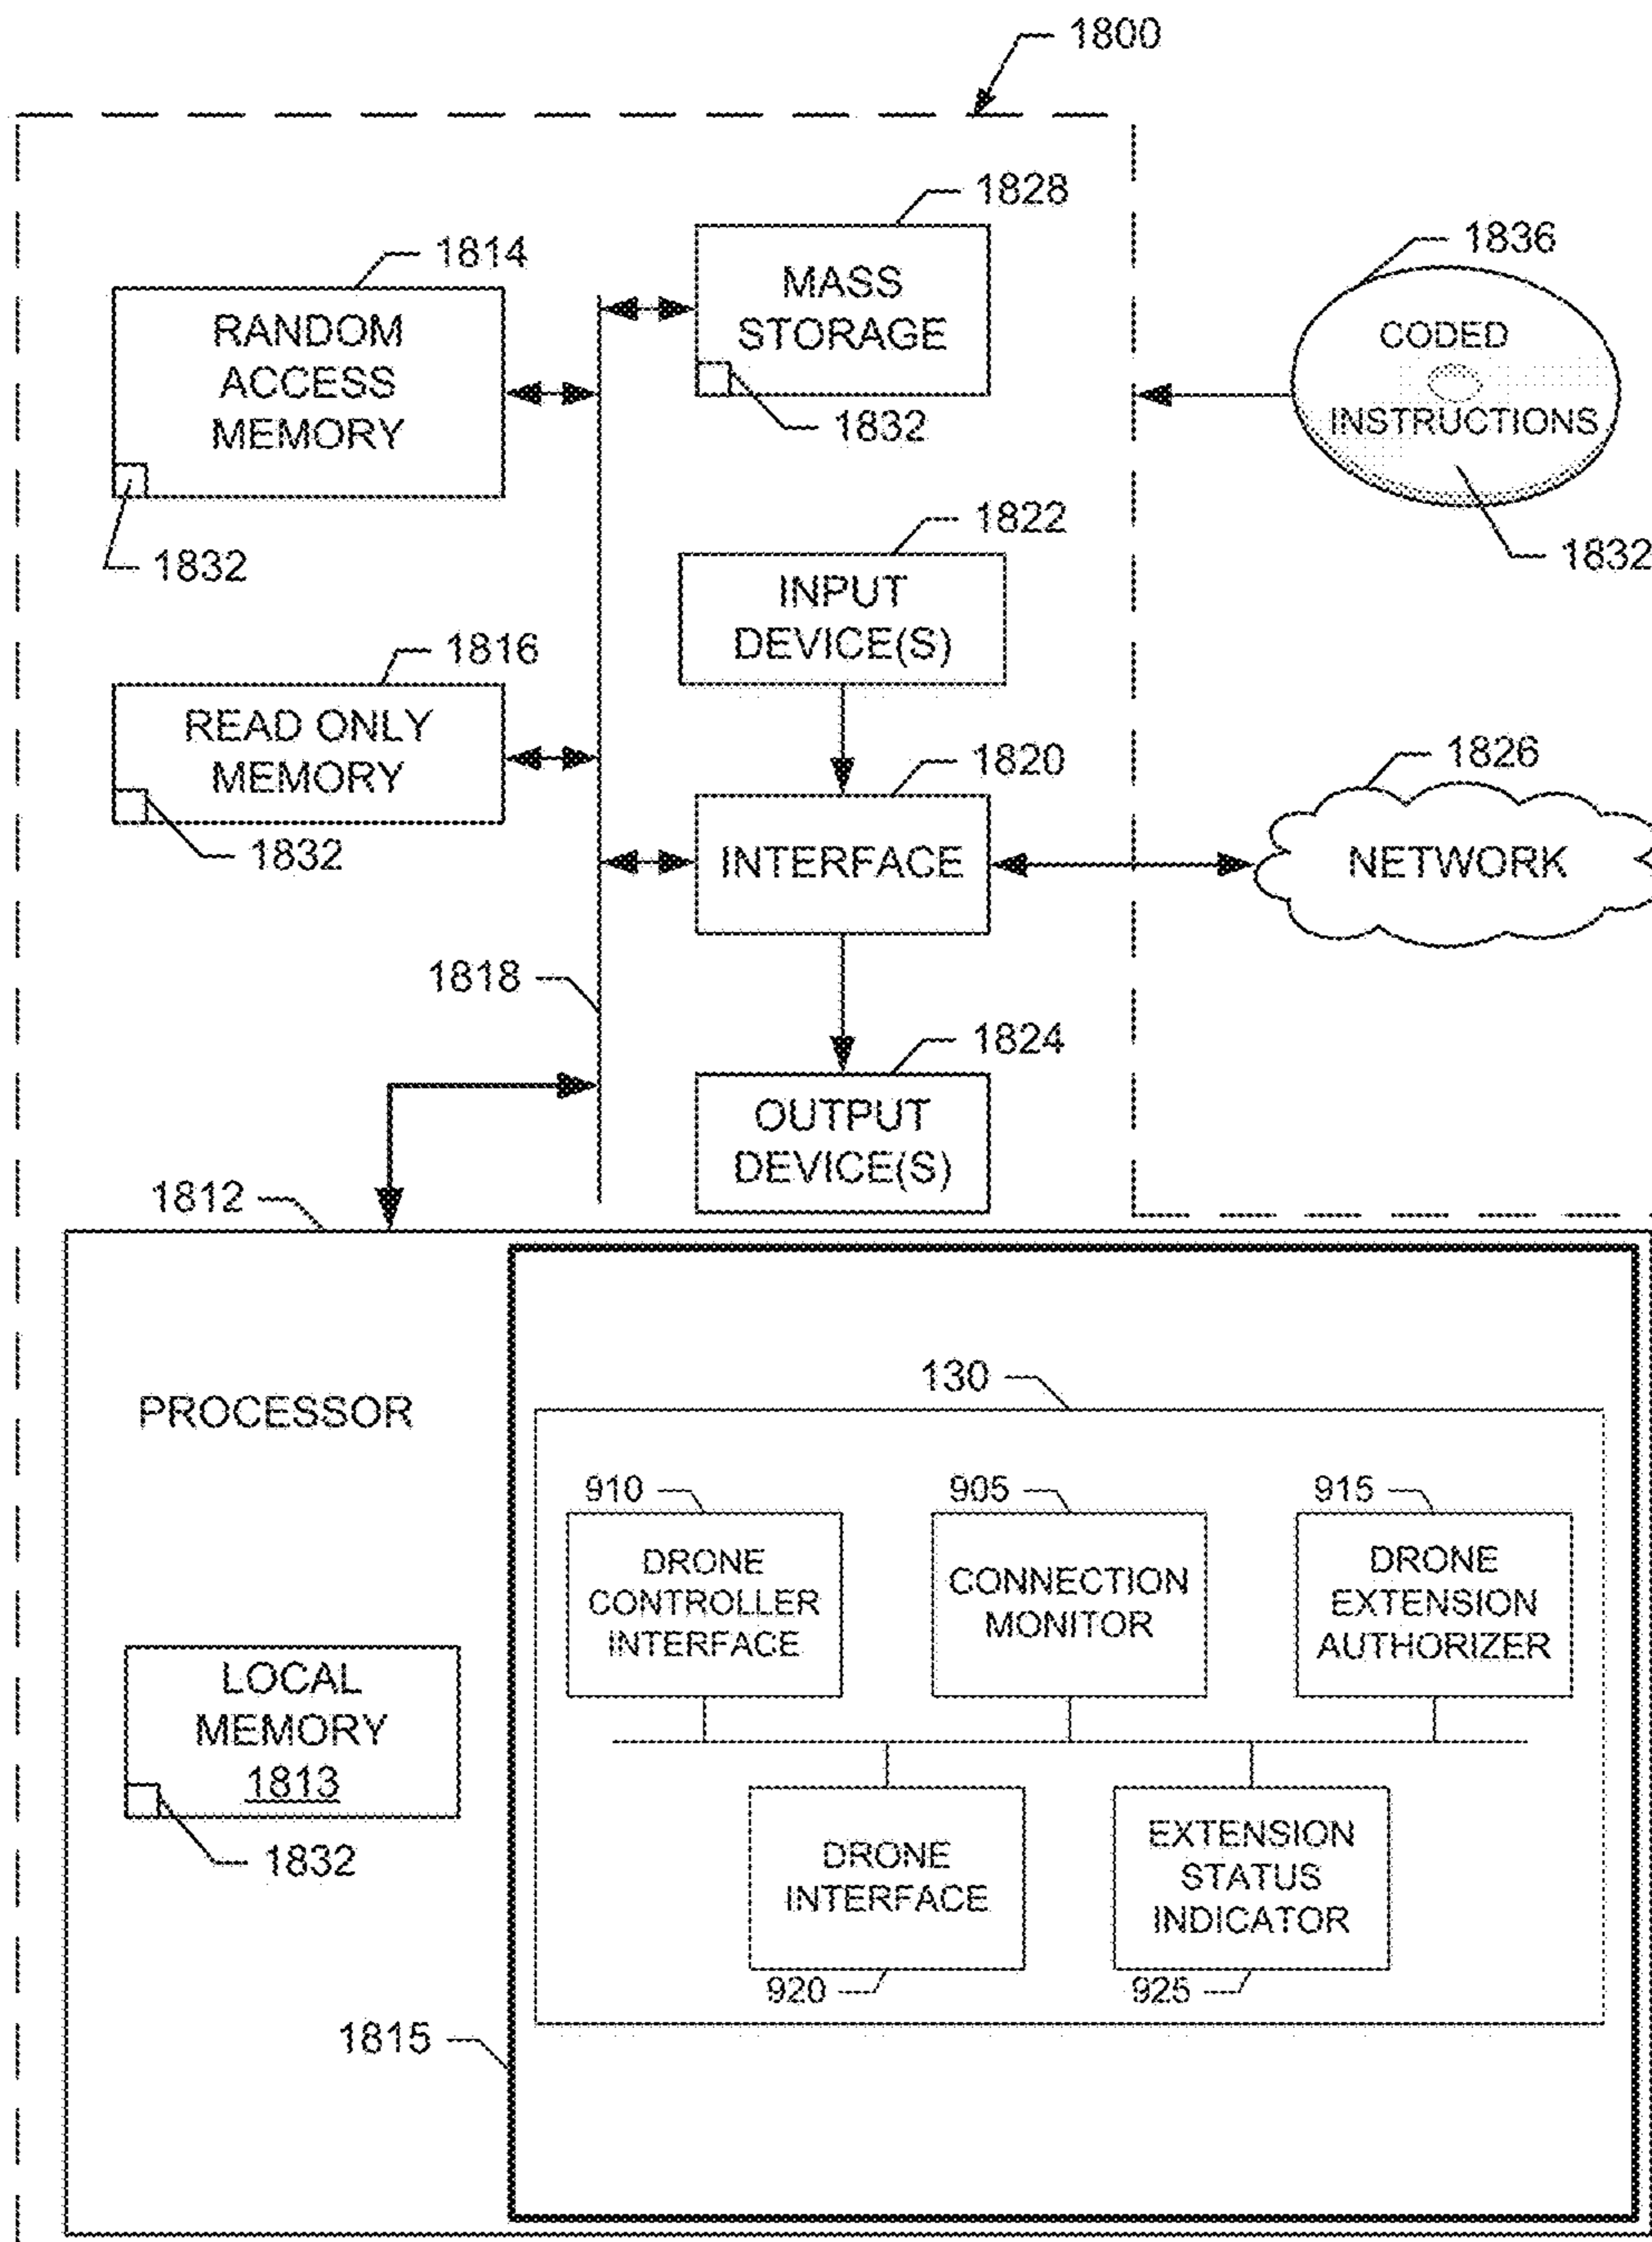 1800
1828
1814
MASS
STORAGE
1836
RANDOM
ACCESS
MEMORY
CODED
INSTRUCTIONS
1832
1832
1832
1822
INPUT
DEVICE(S)
1816
READ ONLY
MEMORY
1832
1820
INTERFACE
1826
NETWORK
1818
1824
OUTPUT
DEVICE(S)
1812
PROCESSOR
130
910
905
915
DRONE
CONTROLLER
INTERFACE
CONNECTION
MONITOR
DRONE
EXTENSION
AUTHORIZER
LOCAL
MEMORY
1813
1832
DRONE
INTERFACE
EXTENSION
STATUS
INDICATOR
920
925
1815